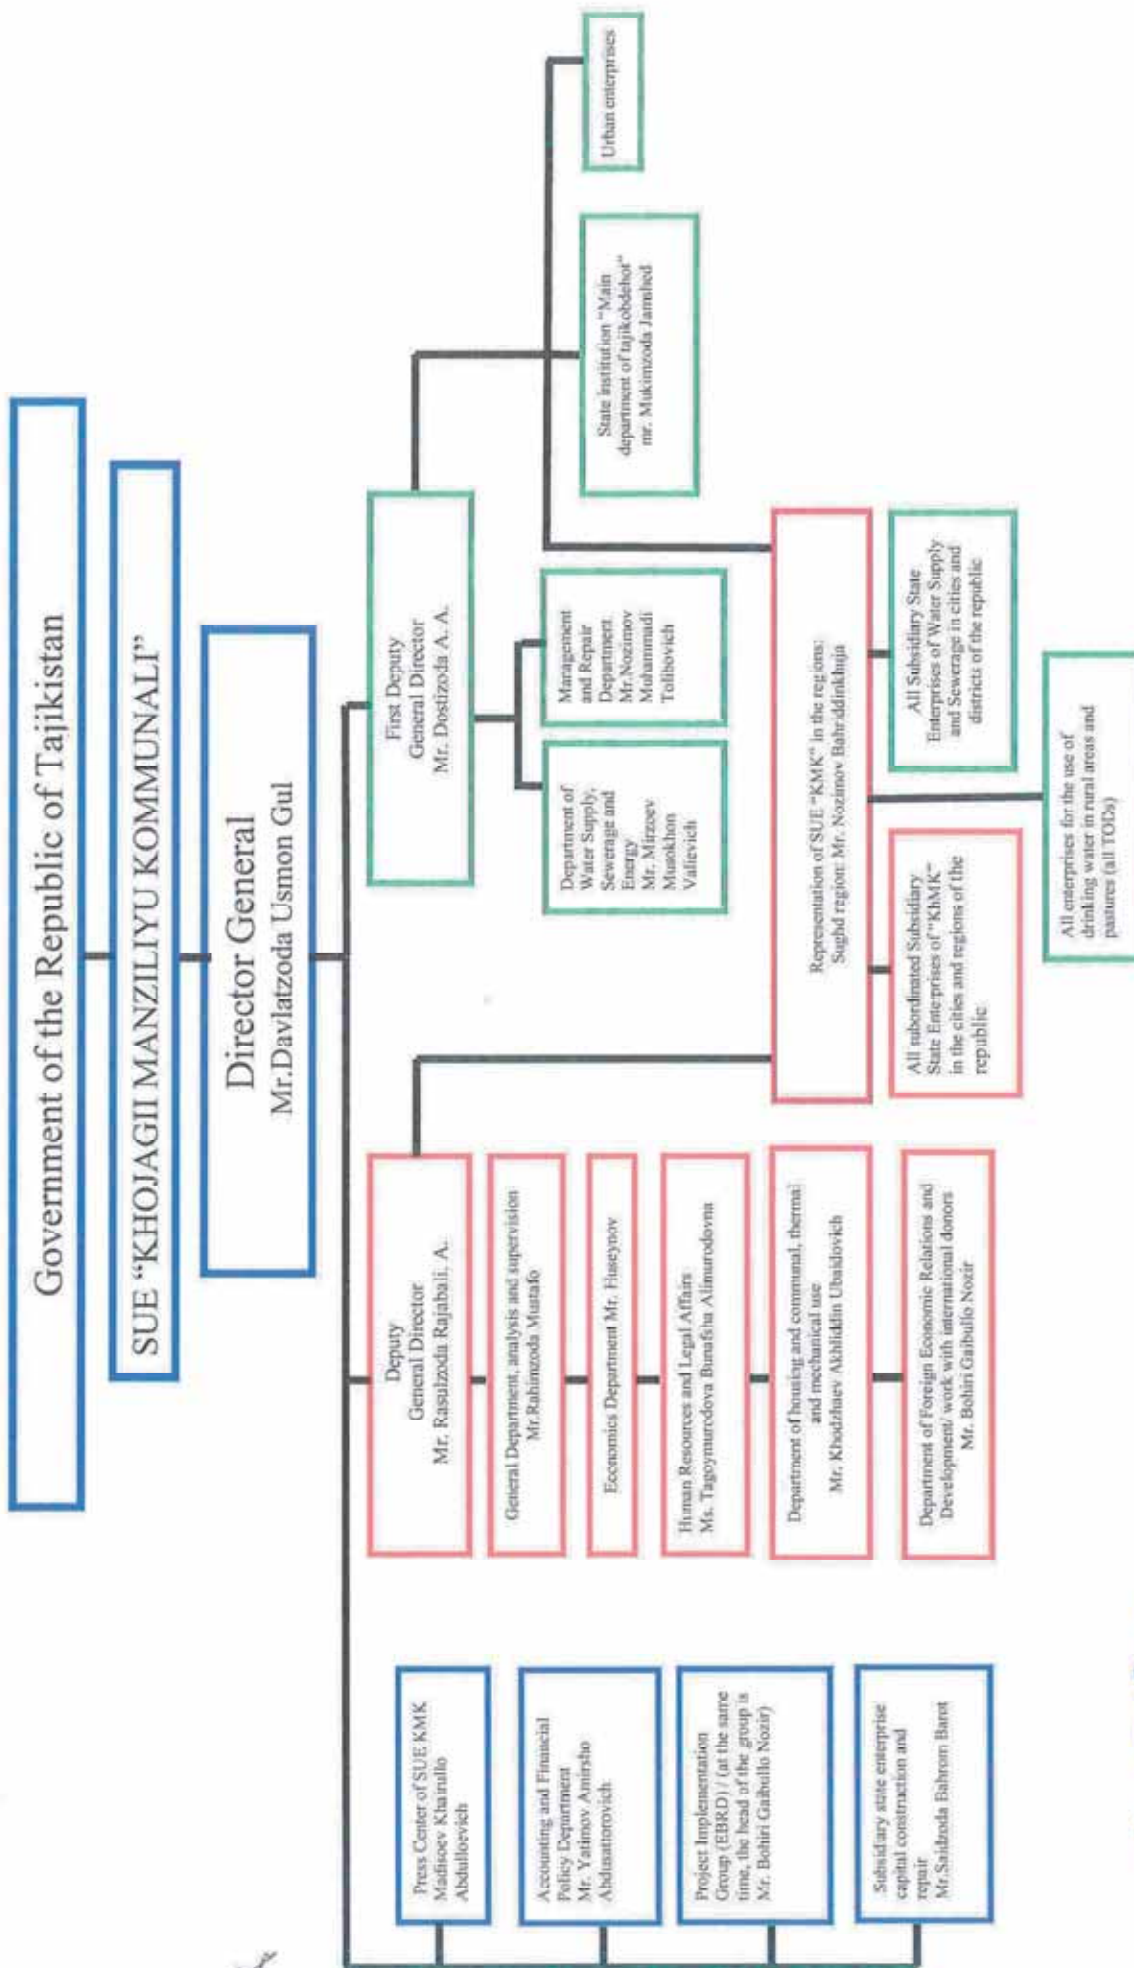 Government of the Republic of Tajikistan
SUE “KHOJAGII MANZILIYU KOMMUNALI”
Director General
Mr.Davlatzoda Usmon Gul
Press Center of SUE KMK
Madisoev Khairullo
Abdulloevich
Accounting and Financial
Policy Department
Mr. Yatimov Amirsho
Abdusattorovich
Project Implementation
Group (EBRD) / (at the same
time, the head of the group is
Mr. Bohiri Gaibullo Nozir)
Subsidiary state enterprise
capital construction and
repair
Mr.Saidzoda Bahrom Barot
Deputy
General Director
Mr. Rasulzoda Rajabali. A.
General Department, analysis and supervision
Mr.Rahimzoda Mustafo
Economics Department Mr. Huseynov
Human Resources and Legal Affairs
Ms. Tagoymurodova Bunafsha Alimurodovna
Department of housing and communal, thermal
and mechanical use
Mr. Khodzhaev Akhliddin Ubaidovich
Department of Foreign Economic Relations and
Development/ work with international donors
Mr. Bohiri Gaibullo Nozir
First Deputy
General Director
Mr. Dostizoda A. A.
Department of
Water Supply,
Sewerage and
Energy
Mr. Mirzoev
Musokhon
Valievich
Management
and Repair
Department
Mr.Nozimov
Muhammadi
Tolibovich
State institution “Main
department of tajikobdehot“
mr. Mukimzoda Jamshed
Urban enterprises
Representation of SUE “KMK” in the regions:
Sughd region: Mr. Nozimov Bahriddinkhuja
All subordinated Subsidiary
State Enterprises of “KhMK”
in the cities and regions of the
republic
All Subsidiary State
Enterprises of Water Supply
and Sewerage in cities and
districts of the republic
All enterprises for the use of
drinking water in rural areas and
pastures (all TODs)